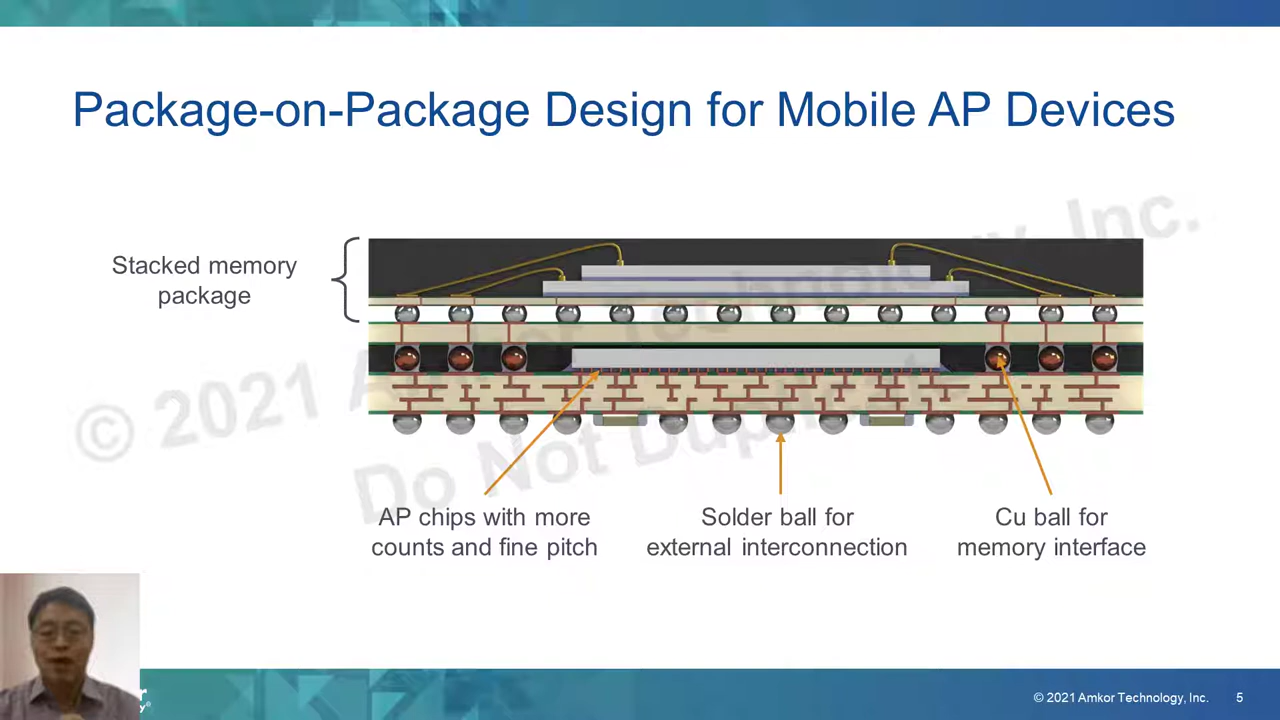 Package-on-Package Design for Mobile AP Devices
Stacked memory
package
© 2021 Amkor Technology, Inc.
Do Not Duplicate
AP chips with more
counts and fine pitch
Solder ball for
external interconnection
Cu ball for
memory interface
© 2021 Amkor Technology, Inc.
5